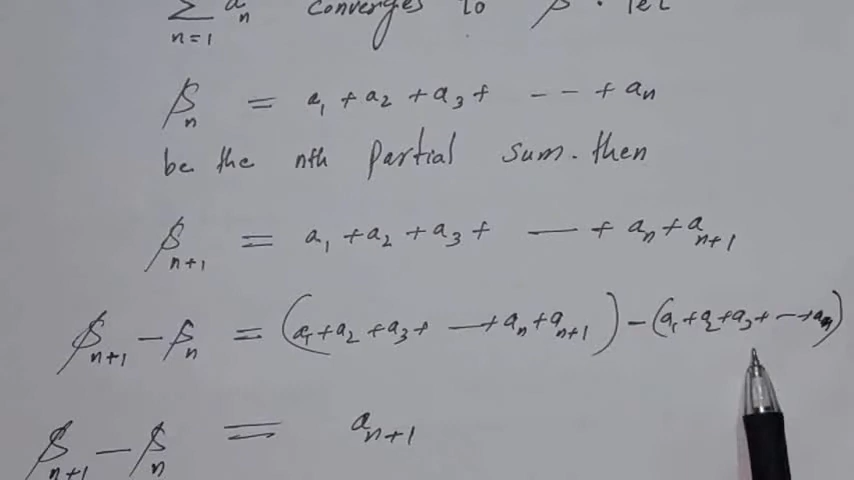 ∑ n=1 aₙ converges to β. let
βₙ = a₁ + a₂ + a₃ + --- + aₙ
be the nth partial sum. then
βₙ₊₁ = a₁ + a₂ + a₃ + — + aₙ + aₙ₊₁
βₙ₊₁ − βₙ = (a₁ + a₂ + a₃ + — + aₙ + aₙ₊₁) − (a₁ + a₂ + a₃ + --- + aₙ)
βₙ₊₁ − βₙ = aₙ₊₁